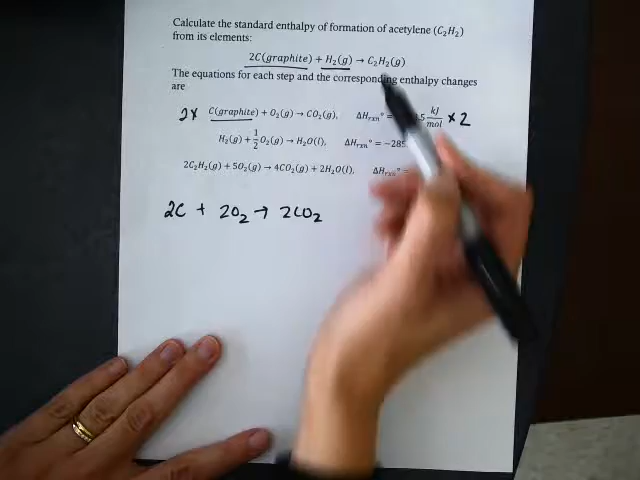 Calculate the standard enthalpy of formation of acetylene (C₂H₂)
from its elements:
2C(graphite) + H₂(g) → C₂H₂(g)
The equations for each step and the corresponding enthalpy changes
are
2x C(graphite) + O₂(g) → CO₂(g), ΔHᵣₓₙ° = 5 kJ/mol ×2
H₂(g) + 1/2 O₂(g) → H₂O(l), ΔHᵣₓₙ° = −285
2C₂H₂(g) + 5O₂(g) → 4CO₂(g) + 2H₂O(l), ΔHᵣₓₙ° =
2C + 2O₂ → 2CO₂